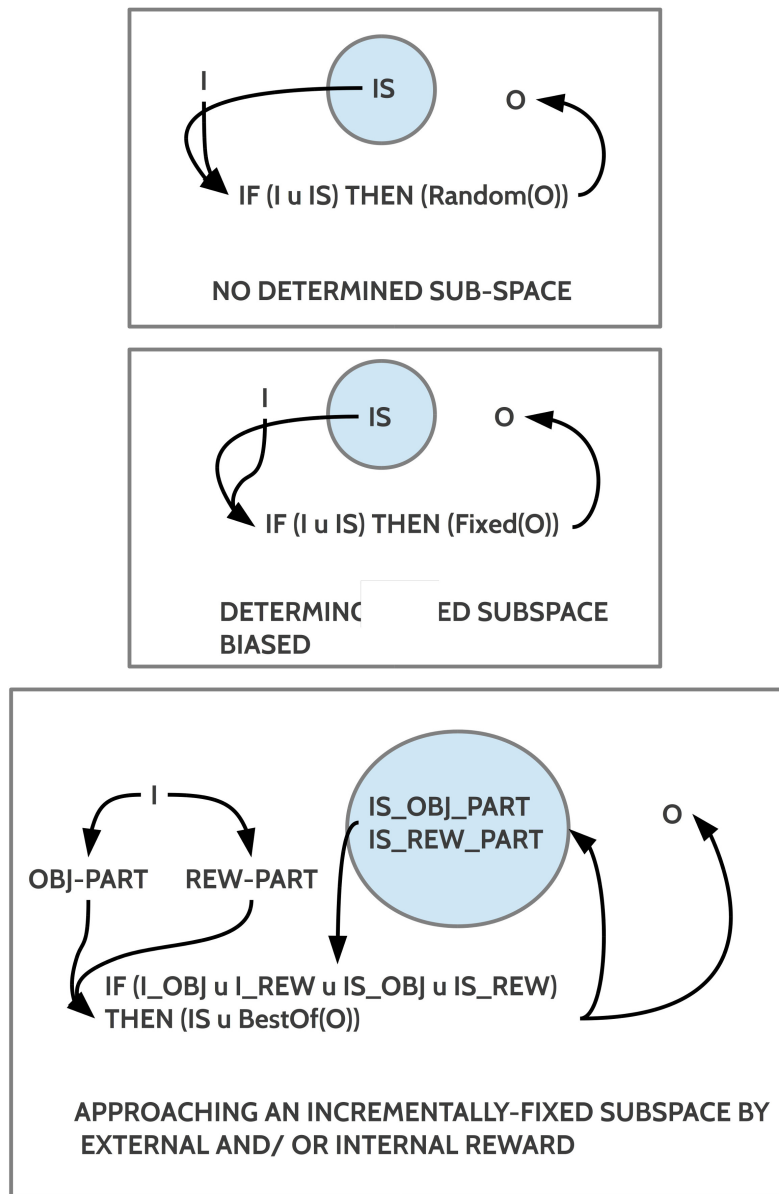 I
IS
O
IF (I u IS) THEN (Random(O))
NO DETERMINED SUB-SPACE
I
IS
O
IF (I u IS) THEN (Fixed(O))
SUBSPACE
BIASED
I
IS_OBJ_PART
IS_REW_PART
O
OBJ-PART REW-PART
IF (I_OBJ u I_REW u IS_OBJ u IS_REW)
THEN (IS u BestOf(O))
APPROACHING AN INCREMENTALLY-FIXED SUBSPACE BY
EXTERNAL AND/ OR INTERNAL REWARD